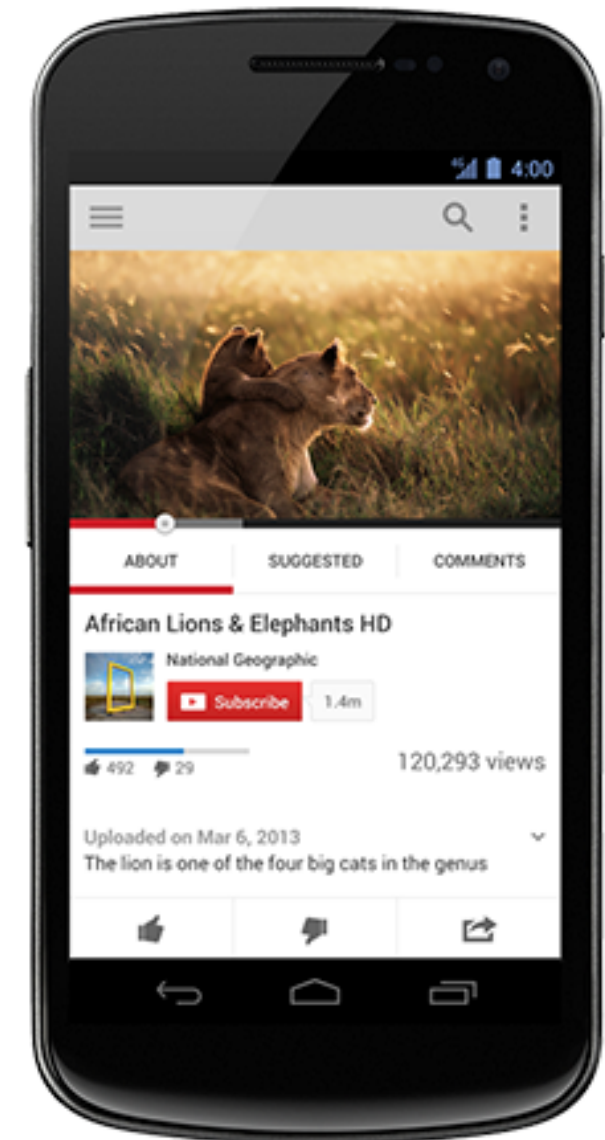 4G 4:00
ABOUT SUGGESTED COMMENTS
African Lions & Elephants HD
National Geographic
Subscribe 1.4m
492 29 120,293 views
Uploaded on Mar 6, 2013
The lion is one of the four big cats in the genus